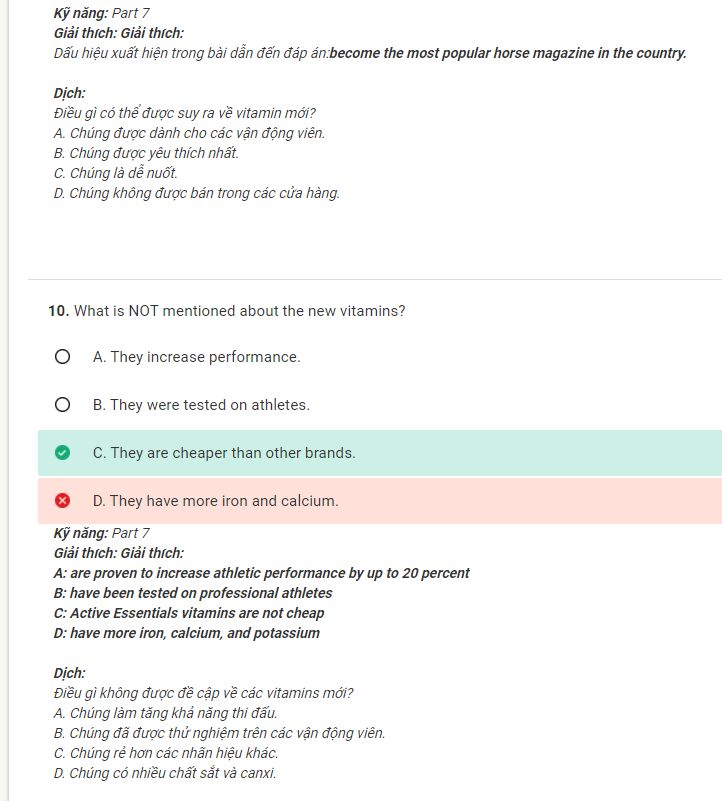 Kỹ năng: Part 7
Giải thích: Giải thích:
Dấu hiệu xuất hiện trong bài dẫn đến đáp án:become the most popular horse magazine in the country.
Dịch:
Điều gì có thể được suy ra về vitamin mới?
A. Chúng được dành cho các vận động viên.
B. Chúng được yêu thích nhất.
C. Chúng là dễ nuốt.
D. Chúng không được bán trong các cửa hàng.
10. What is NOT mentioned about the new vitamins?
A. They increase performance.
B. They were tested on athletes.
C. They are cheaper than other brands.
D. They have more iron and calcium.
Kỹ năng: Part 7
Giải thích: Giải thích:
A: are proven to increase athletic performance by up to 20 percent
B: have been tested on professional athletes
C: Active Essentials vitamins are not cheap
D: have more iron, calcium, and potassium
Dịch:
Điều gì không được đề cập về các vitamins mới?
A. Chúng làm tăng khả năng thi đấu.
B. Chúng đã được thử nghiệm trên các vận động viên.
C. Chúng rẻ hơn các nhãn hiệu khác.
D. Chúng có nhiều chất sắt và canxi.